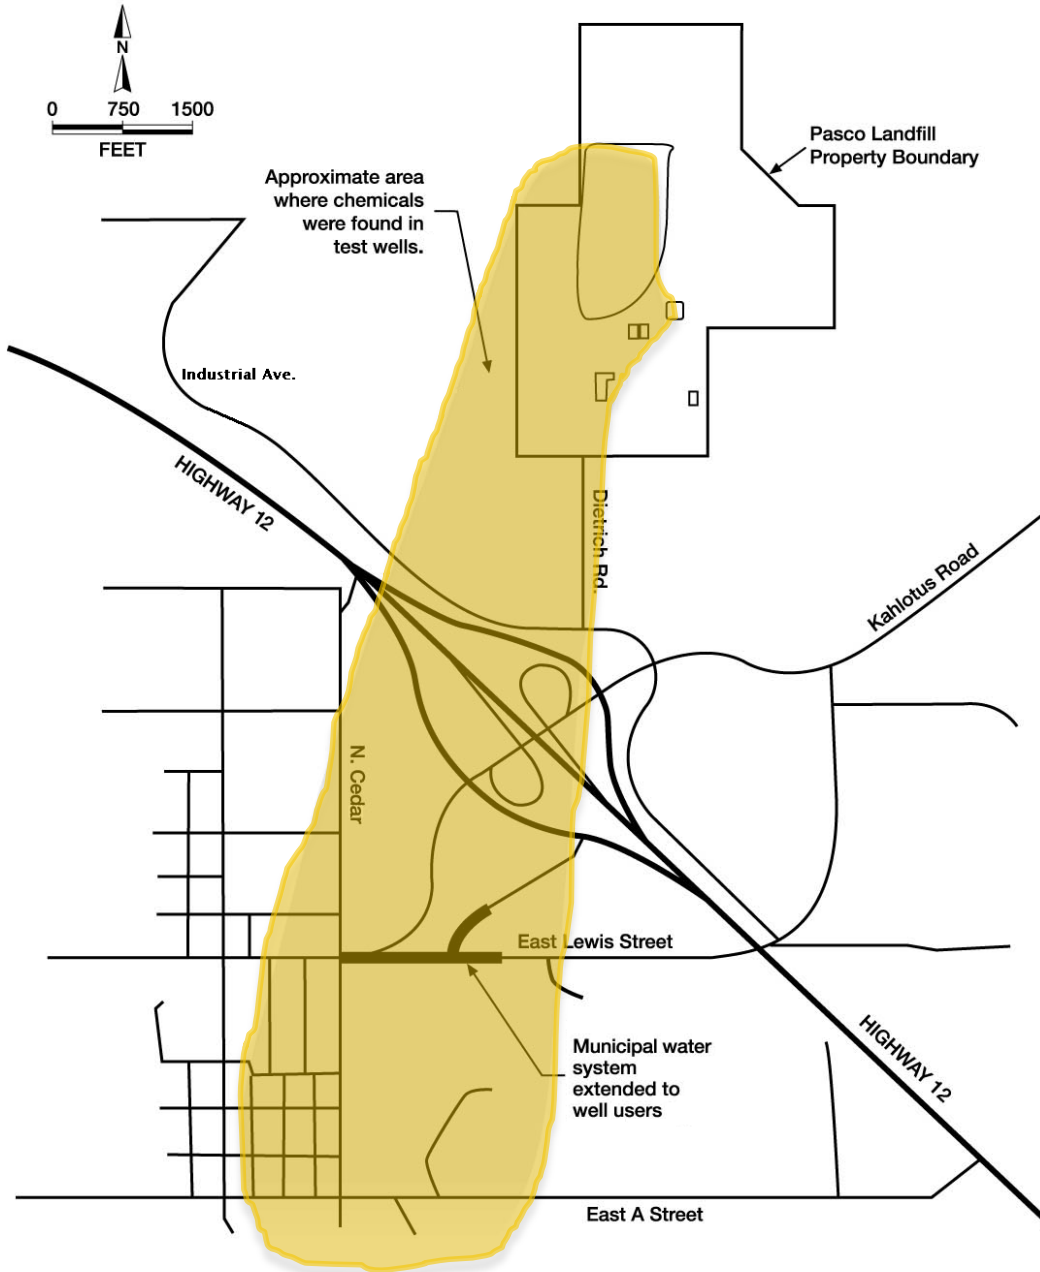 N
0 750 1500
FEET
Pasco Landfill
Property Boundary
Approximate area
where chemicals
were found in
test wells.
Industrial Ave.
HIGHWAY 12
Dietrich Rd.
Kahlotus Road
N. Cedar
East Lewis Street
Municipal water
system
extended to
well users
HIGHWAY 12
East A Street